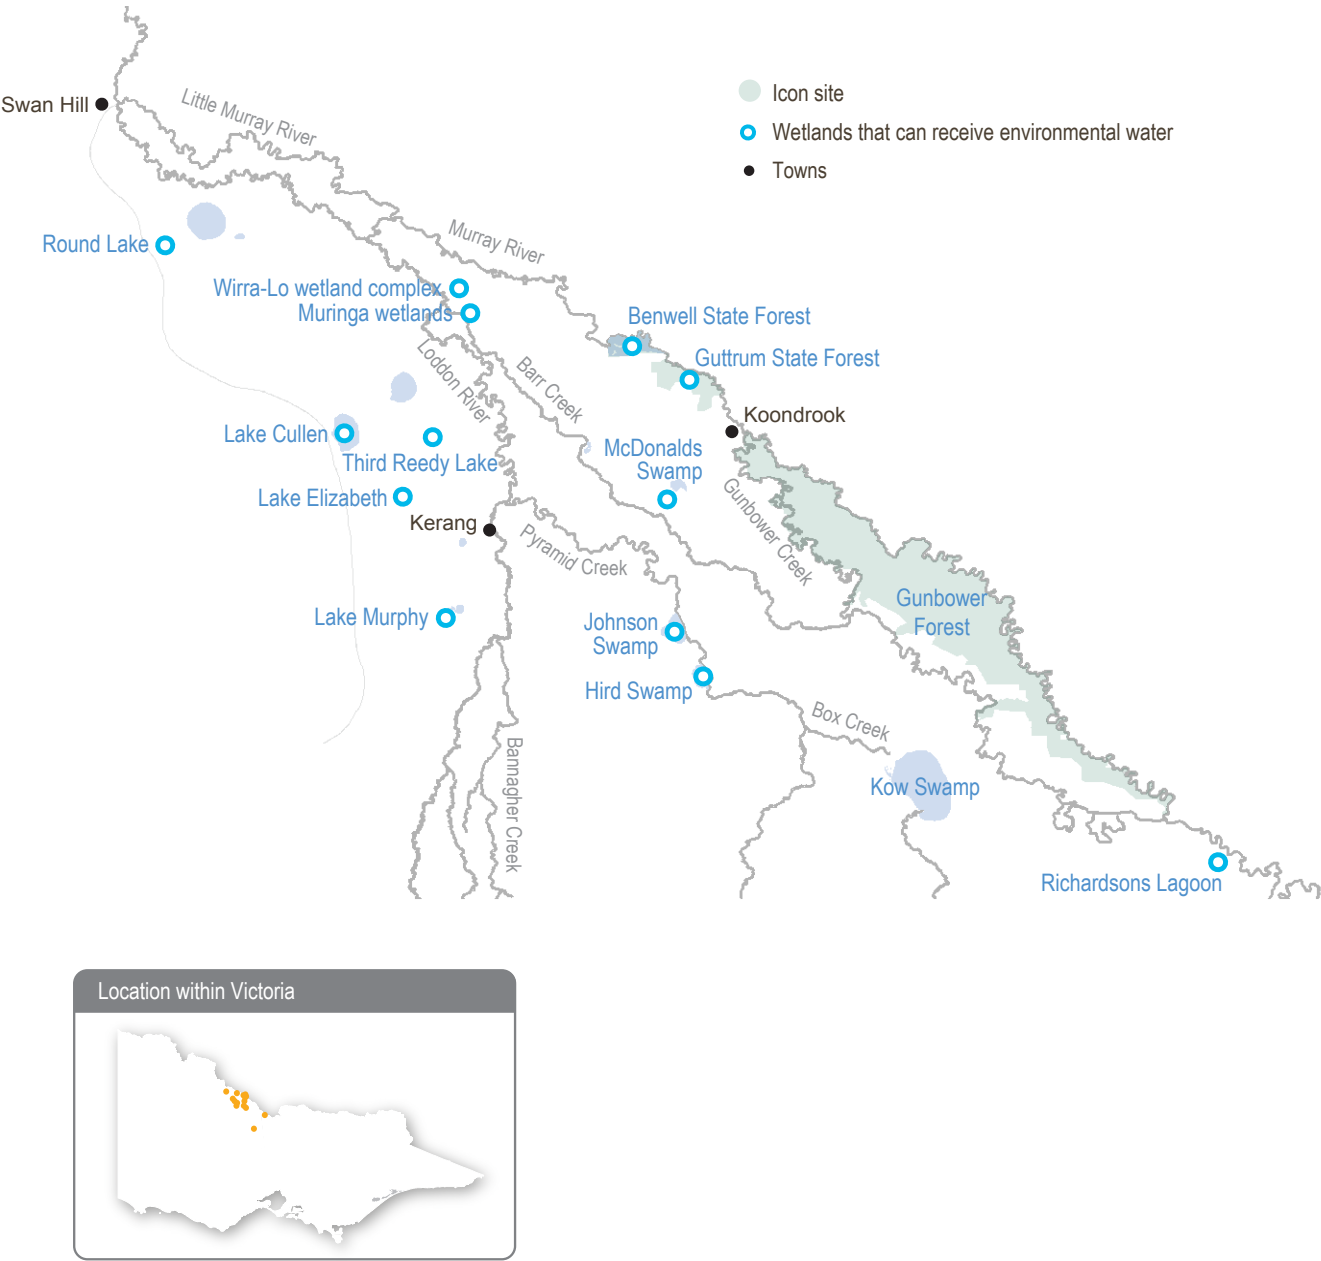 Swan Hill
Little Murray River
Icon site
Wetlands that can receive environmental water
Towns
Round Lake
Murray River
Wirra-Lo wetland complex
Muringa wetlands
Benwell State Forest
Guttrum State Forest
Loddon River
Barr Creek
Koondrook
Lake Cullen
Third Reedy Lake
McDonalds
Swamp
Lake Elizabeth
Kerang
Gunbower Creek
Pyramid Creek
Gunbower
Forest
Lake Murphy
Johnson
Swamp
Hird Swamp
Box Creek
Bannagher Creek
Kow Swamp
Richardsons Lagoon
Location within Victoria